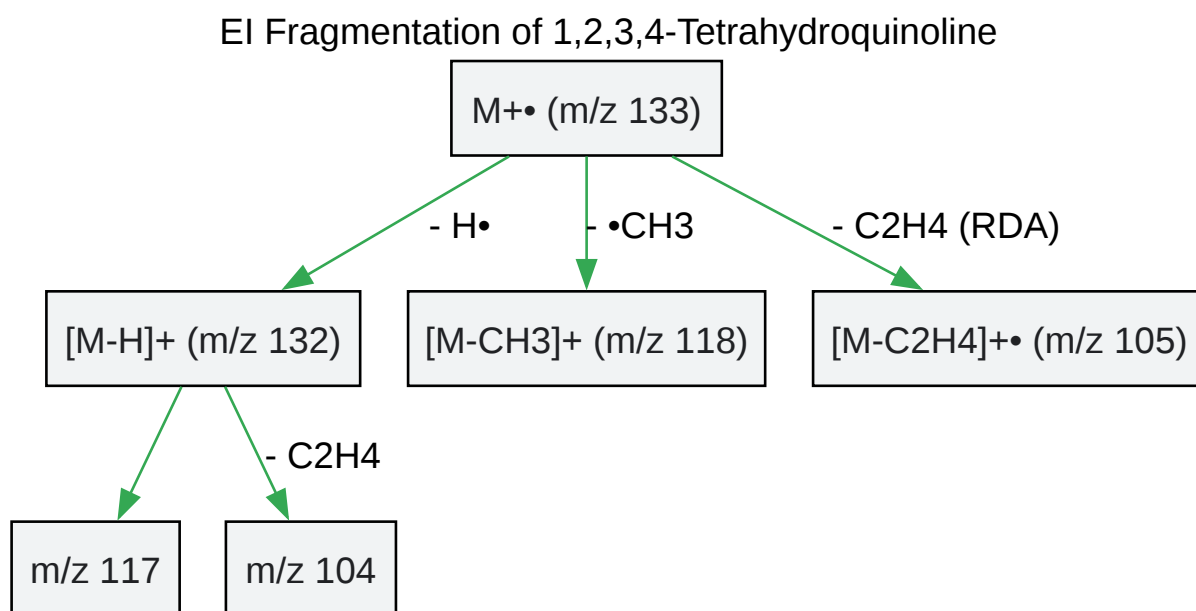 EI Fragmentation of 1,2,3,4-Tetrahydroquinoline
M+• (m/z 133)
- H•
- •CH3
- C2H4 (RDA)
[M-H]+ (m/z 132)
[M-CH3]+ (m/z 118)
[M-C2H4]+• (m/z 105)
- C2H4
m/z 117
m/z 104